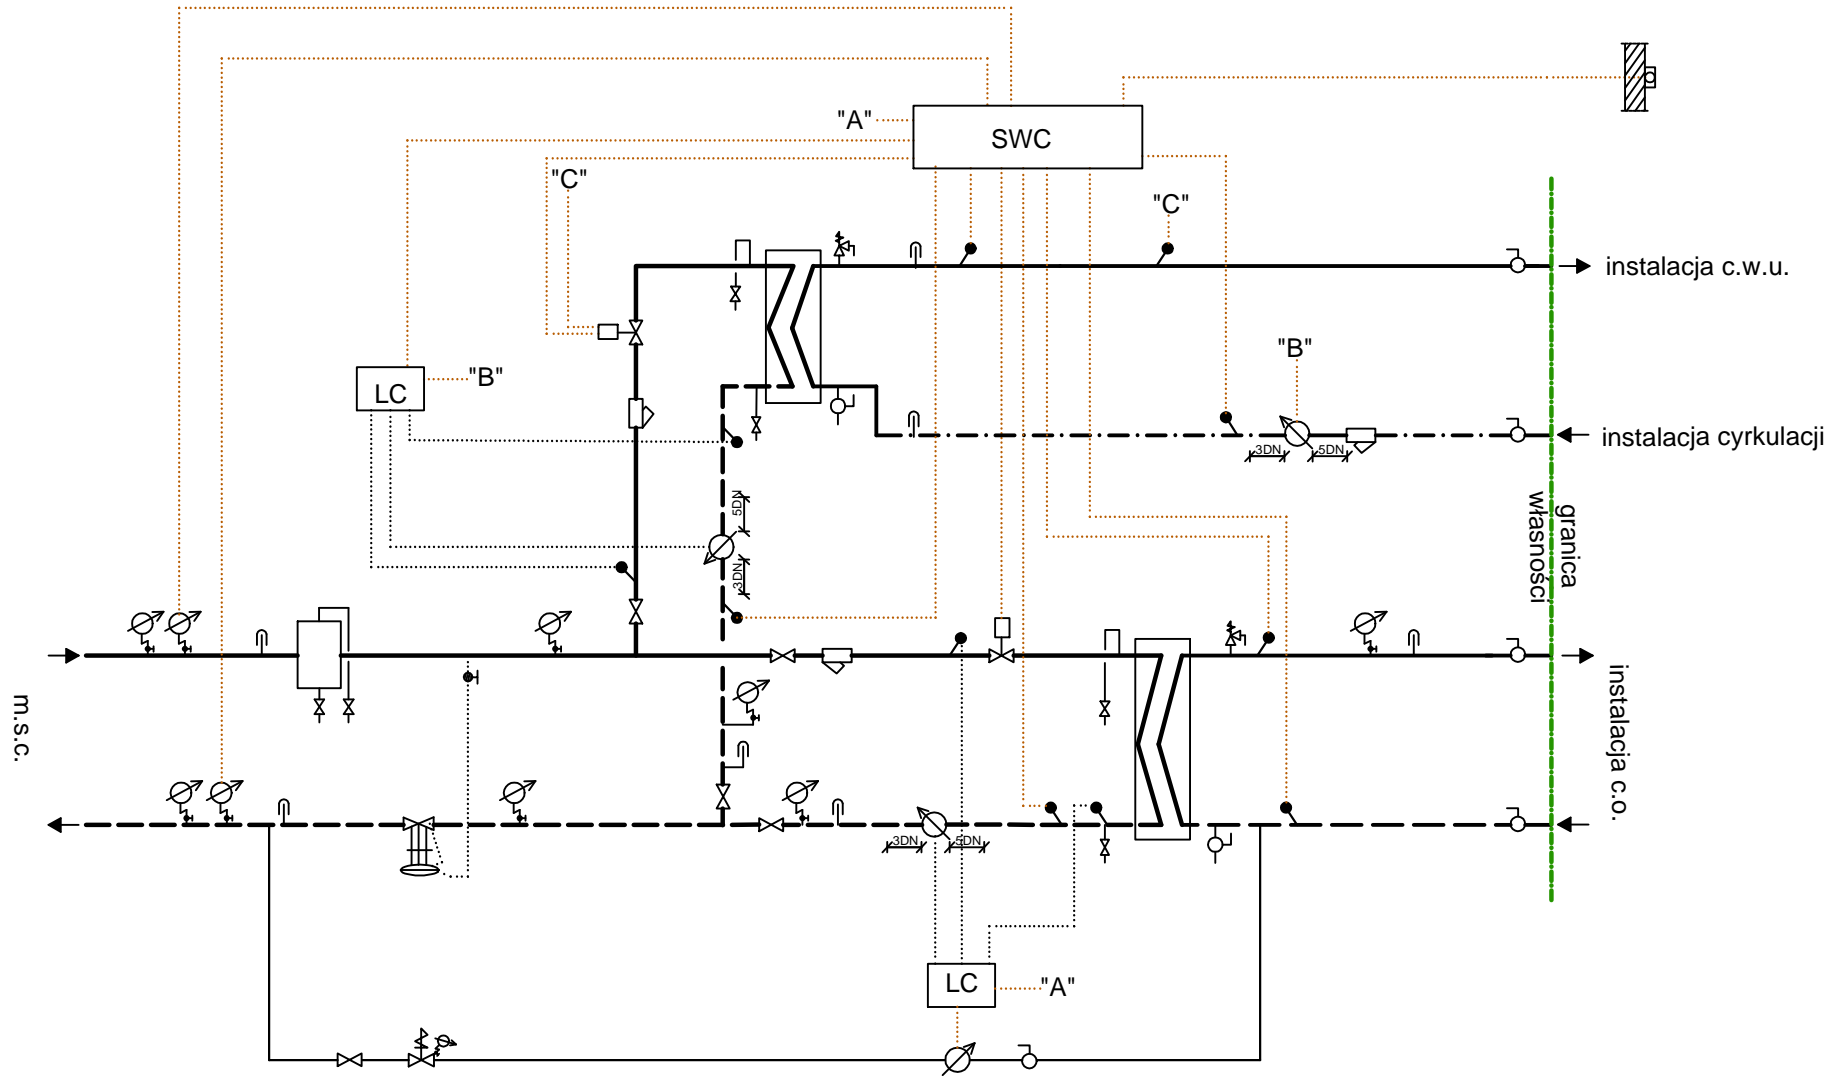 "A"
SWC
"C"
"C"
instalacja c.w.u.
"B"
LC
"B"
instalacja cyrkulacji
3DN
5DN
5DN
granica
własności
3DN
m.s.c.
instalacja c.o.
3DN
5DN
LC
"A"